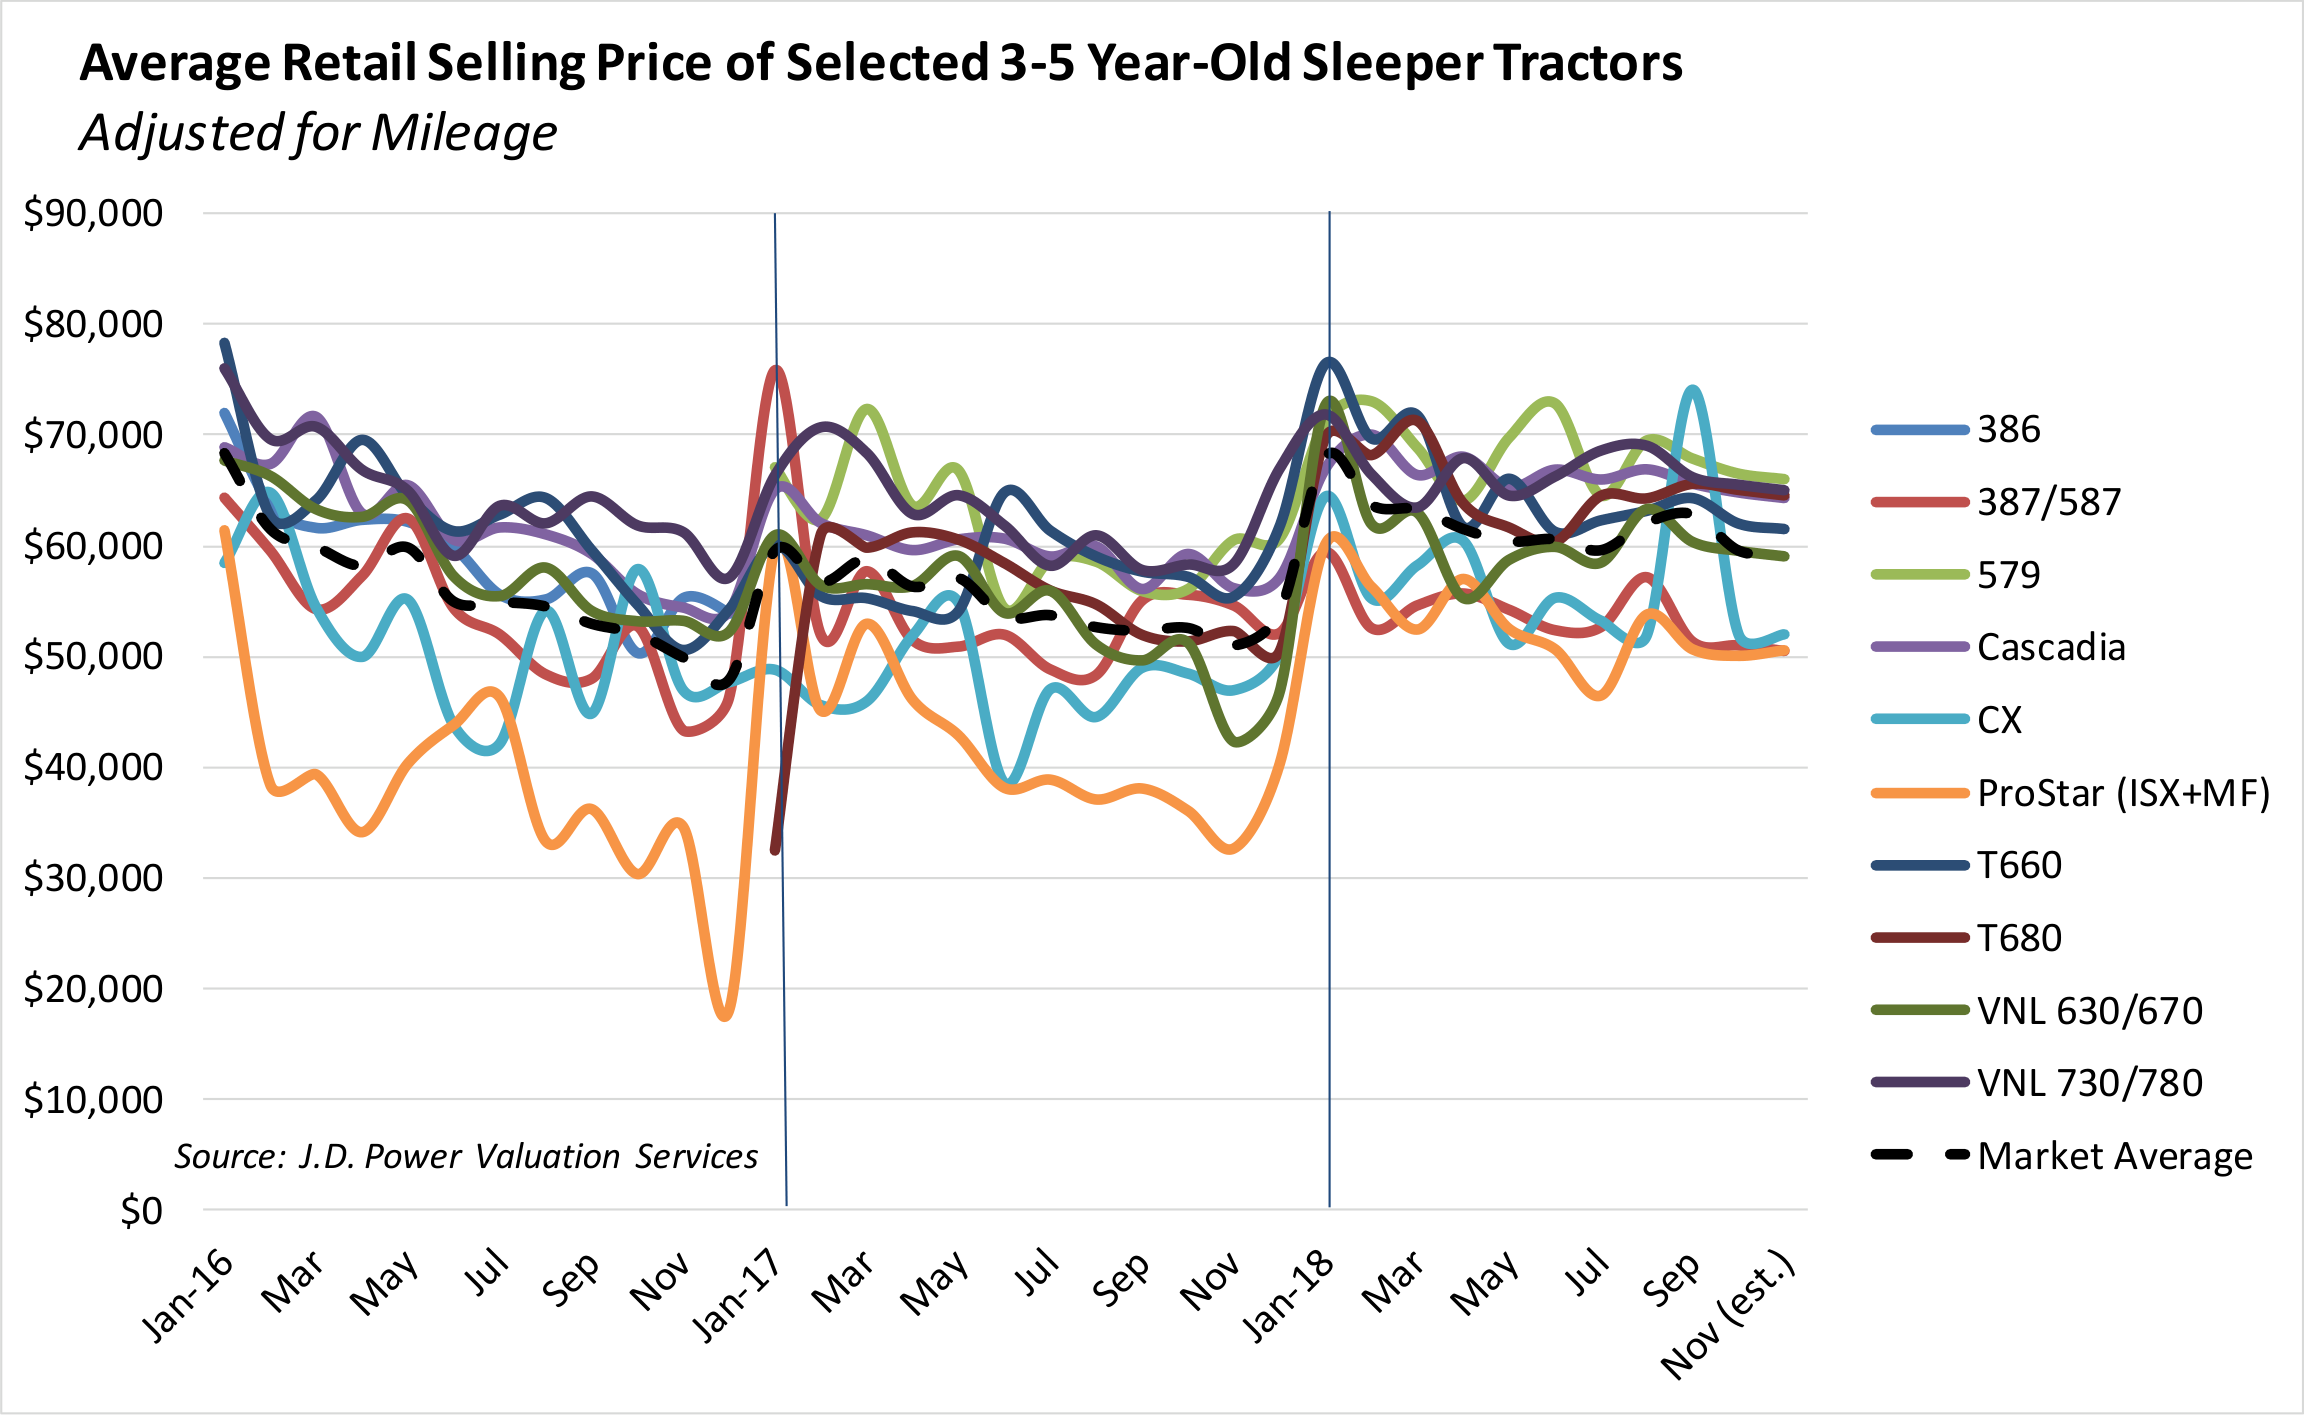 Average Retail Selling Price of Selected 3-5 Year-Old Sleeper Tractors
Adjusted for Mileage
$90,000
$80,000
$70,000
$60,000
$50,000
$40,000
$30,000
$20,000
$10,000
$0
Source: J.D. Power Valuation Services
Jan-16
Mar
May
Jul
Sep
Nov
Jan-17
Mar
May
Jul
Sep
Nov
Jan-18
Mar
May
Jul
Sep
Nov (est.)
386
387/587
579
Cascadia
CX
ProStar (ISX+MF)
T660
T680
VNL 630/670
VNL 730/780
Market Average